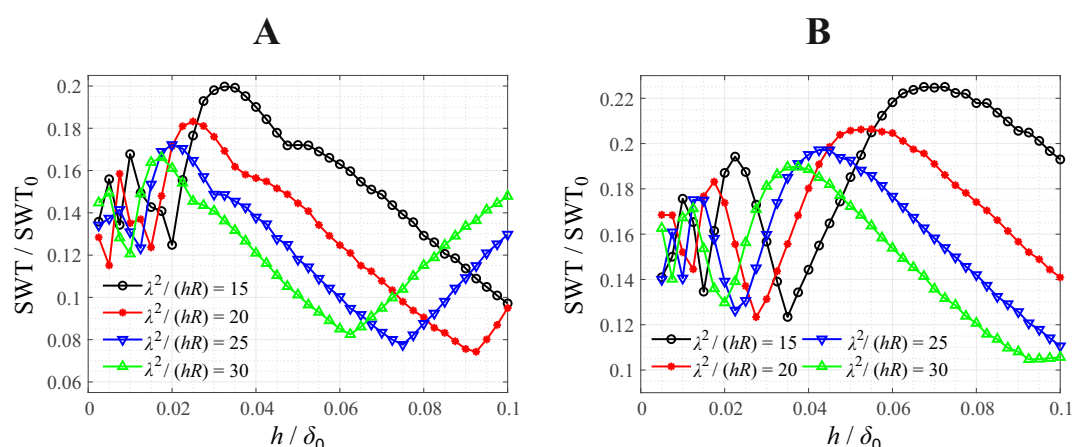 A
B
SWT / SWT0
0.2
0.18
0.16
0.14
0.12
0.1
0.08
0.06
λ²/(hR) = 15
λ²/(hR) = 20
λ²/(hR) = 25
λ²/(hR) = 30
0 0.02 0.04 0.06 0.08 0.1
h / δ0
SWT / SWT0
0.22
0.2
0.18
0.16
0.14
0.12
0.1
λ²/(hR) = 15 λ²/(hR) = 25
λ²/(hR) = 20 λ²/(hR) = 30
0 0.02 0.04 0.06 0.08 0.1
h / δ0